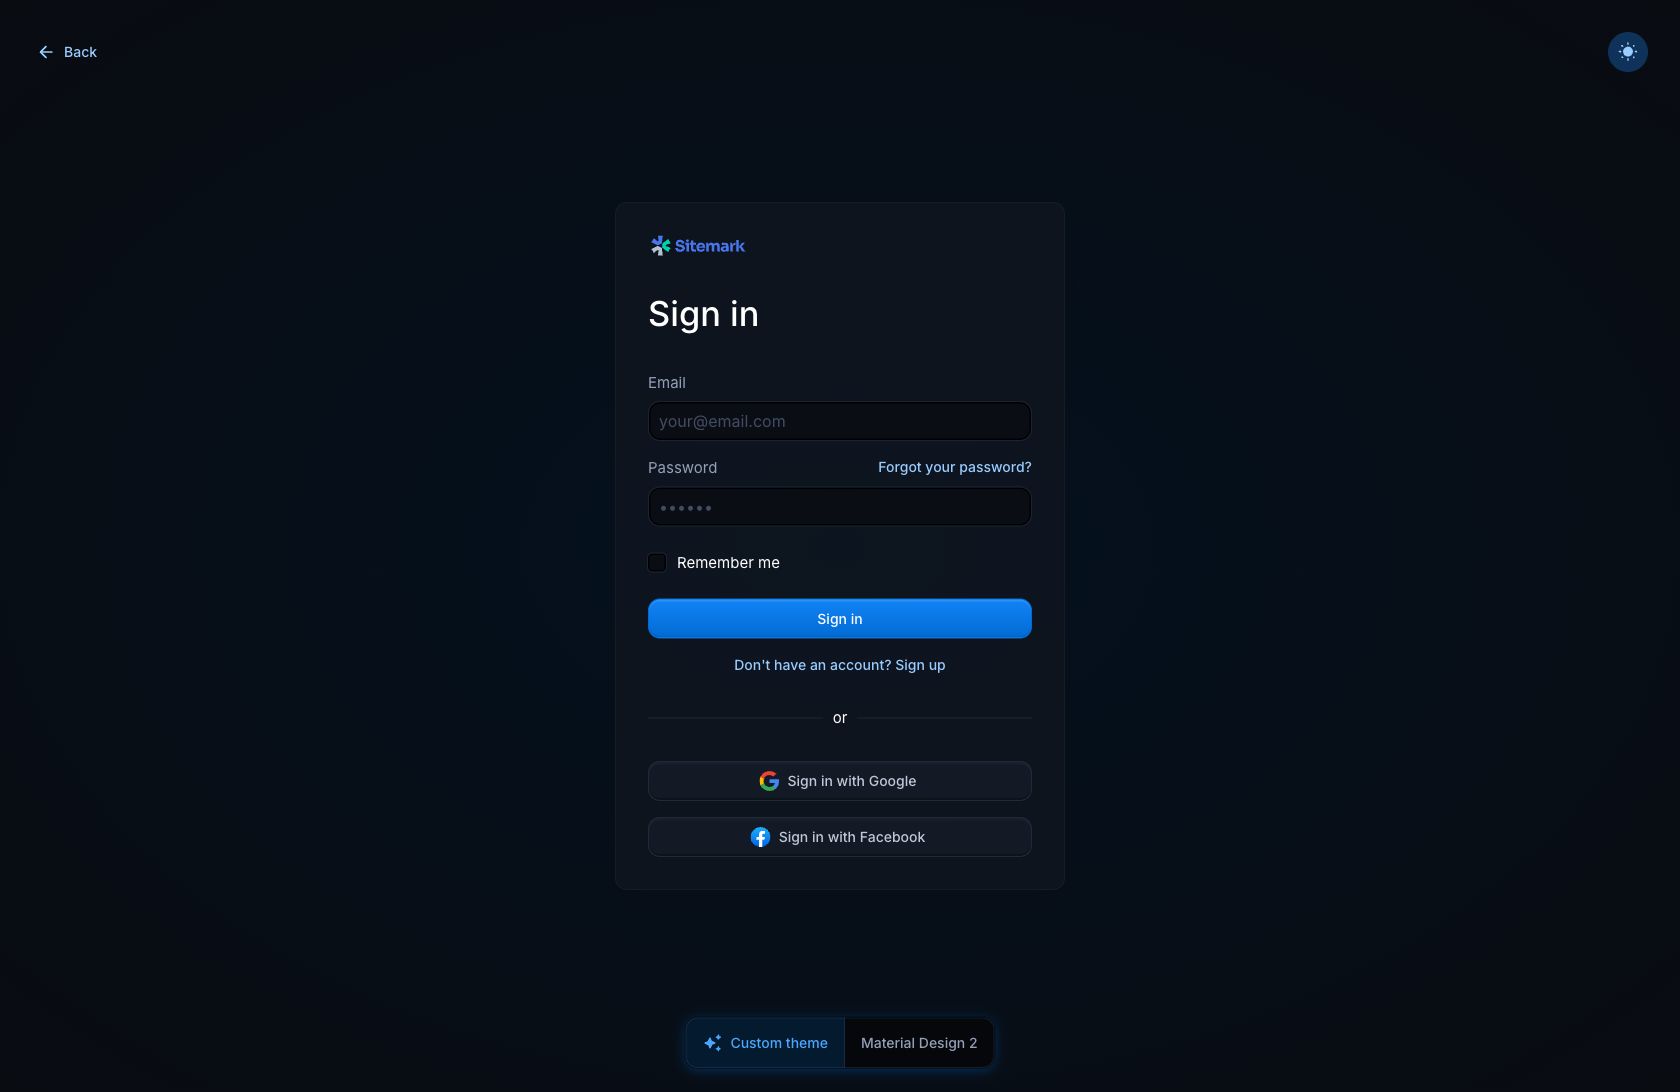 Back
Sitemark
Sign in
Email
your@email.com
Password
Forgot your password?
••••••
Remember me
Sign in
Don't have an account? Sign up
or
Sign in with Google
Sign in with Facebook
Custom theme
Material Design 2